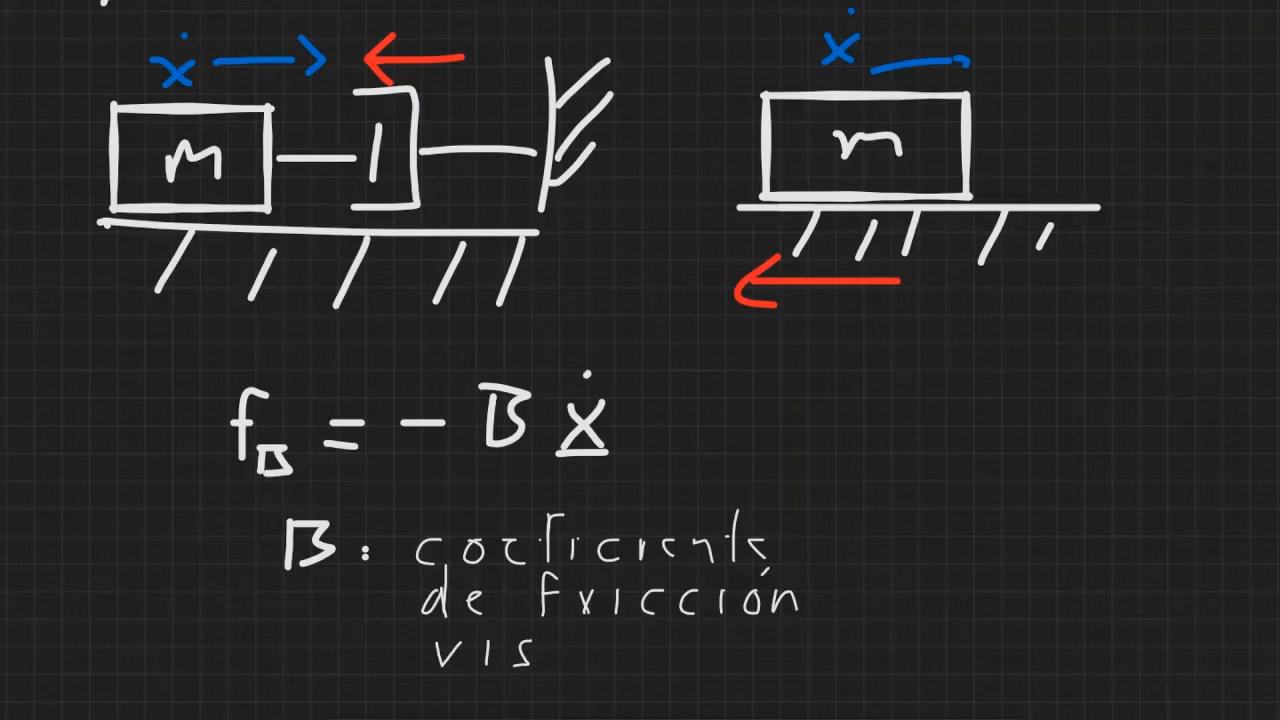 ẋ
ẋ
m
m
f_B = - B ẋ
B : coeficiente
de fricción
vis